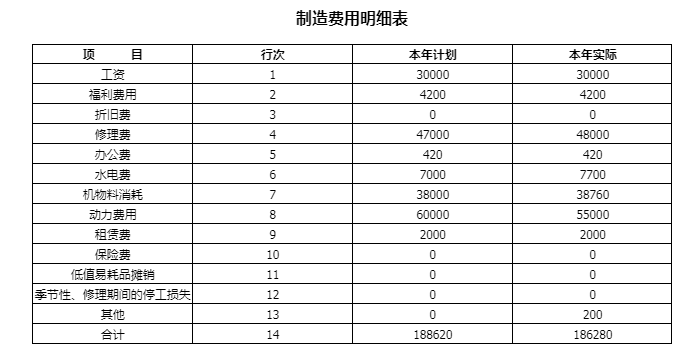 制造费用明细表
项 目 行次 本年计划 本年实际
工资 1 30000 30000
福利费用 2 4200 4200
折旧费 3 0 0
修理费 4 47000 48000
办公费 5 420 420
水电费 6 7000 7700
机物料消耗 7 38000 38760
动力费用 8 60000 55000
租赁费 9 2000 2000
保险费 10 0 0
低值易耗品摊销 11 0 0
季节性、修理期间的停工损失 12 0 0
其他 13 0 200
合计 14 188620 186280